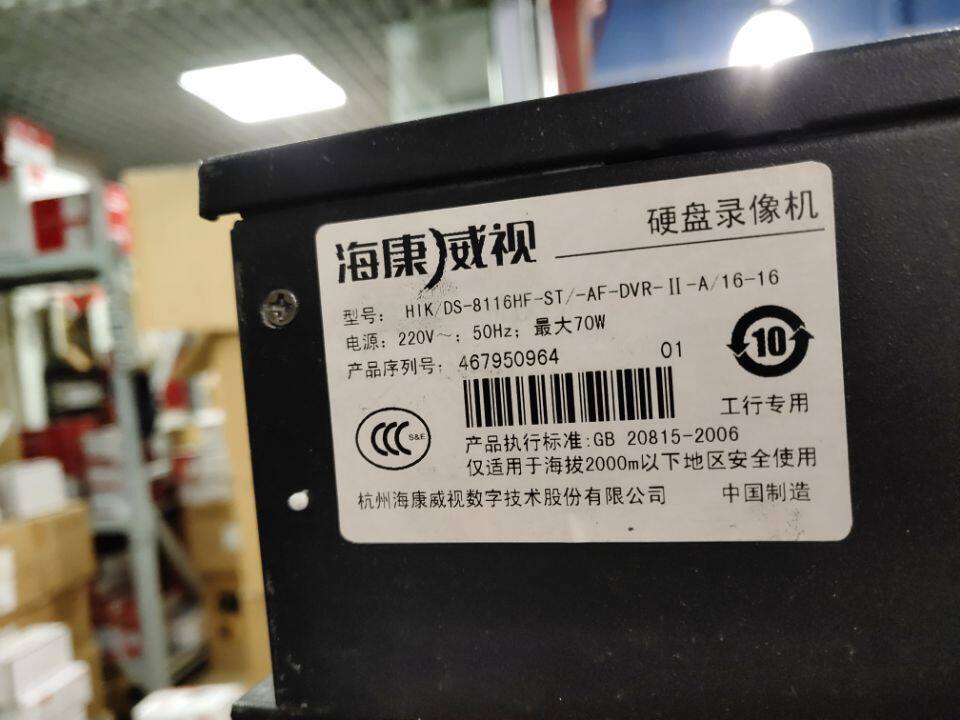 海康威视
硬盘录像机
型号: HIK/DS-8116HF-ST/-AF-DVR-Ⅱ-A/16-16
电源: 220V~; 50Hz; 最大70W
产品序列号: 467950964 01
10
CCC S&E
工行专用
产品执行标准:GB 20815-2006
仅适用于海拔2000m以下地区安全使用
杭州海康威视数字技术股份有限公司 中国制造